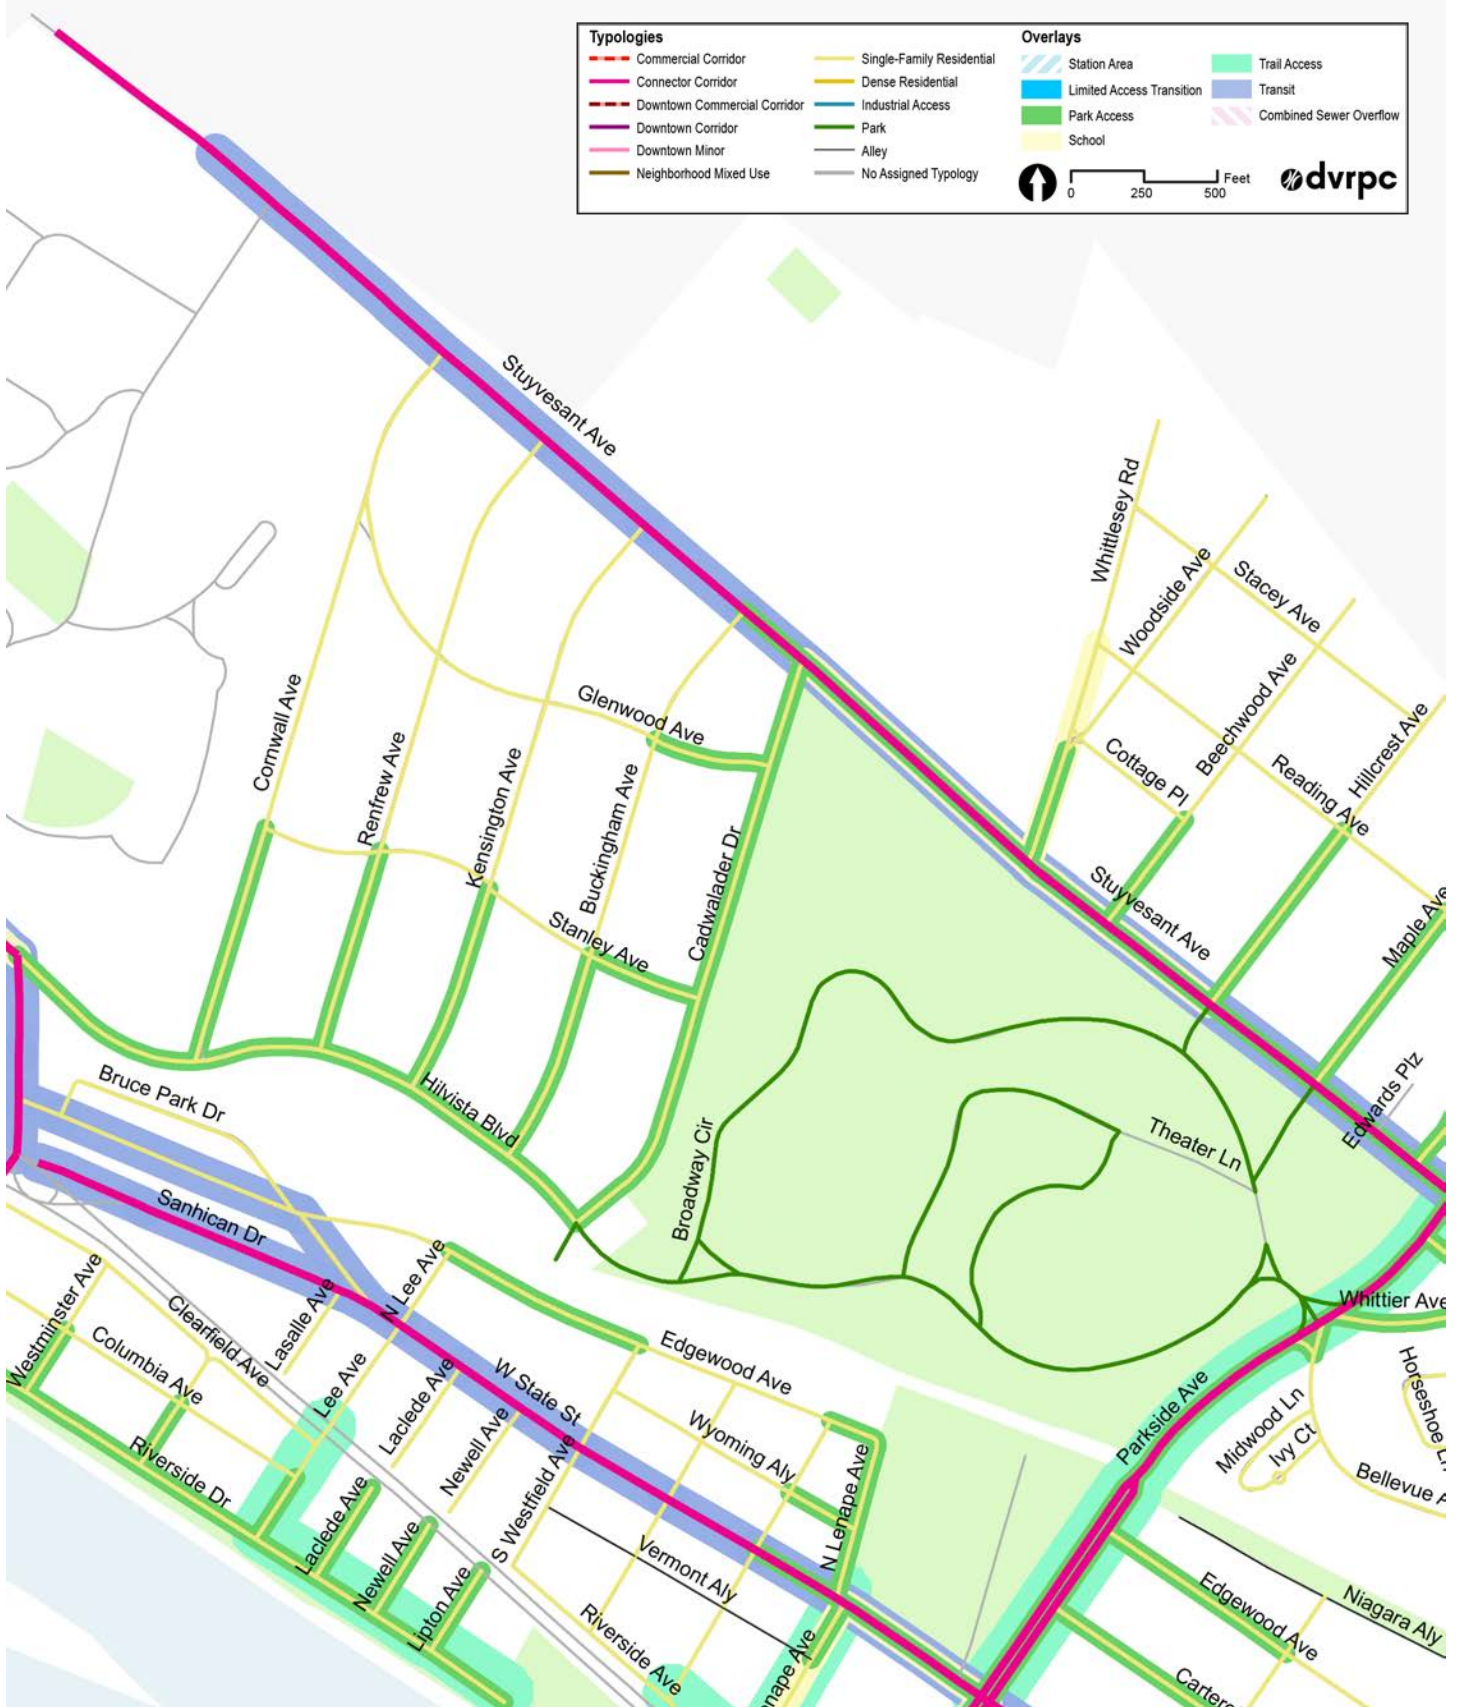 Typologies
Commercial Corridor
Connector Corridor
Downtown Commercial Corridor
Downtown Corridor
Downtown Minor
Neighborhood Mixed Use
Single-Family Residential
Dense Residential
Industrial Access
Park
Alley
No Assigned Typology
Overlays
Station Area
Limited Access Transition
Park Access
School
Trail Access
Transit
Combined Sewer Overflow
Feet
0 250 500
dvrpc
Stuyvesant Ave
Whittlesey Rd
Woodside Ave
Stacey Ave
Beechwood Ave
Hillcrest Ave
Cottage Pl
Reading Ave
Maple Ave
Stuyvesant Ave
Edwards Plz
Glenwood Ave
Cornwall Ave
Renfrew Ave
Kensington Ave
Buckingham Ave
Cadwalader Dr
Stanley Ave
Hilvista Blvd
Bruce Park Dr
Broadway Cir
Theater Ln
Sanhican Dr
N Lee Ave
Whittier Ave
Westminster Ave
Clearfield Ave
Lasalle Ave
Columbia Ave
Lee Ave
Laclede Ave
W State St
Edgewood Ave
Newell Ave
Wyoming Aly
Parkside Ave
Midwood Ln
Ivy Ct
Horseshoe Ln
Bellevue A
Riverside Dr
Laclede Ave
Newell Ave
Lipton Ave
S Westfield Ave
Vermont Aly
N Lenape Ave
Riverside Ave
enape Ave
Edgewood Ave
Niagara Aly
Cartere